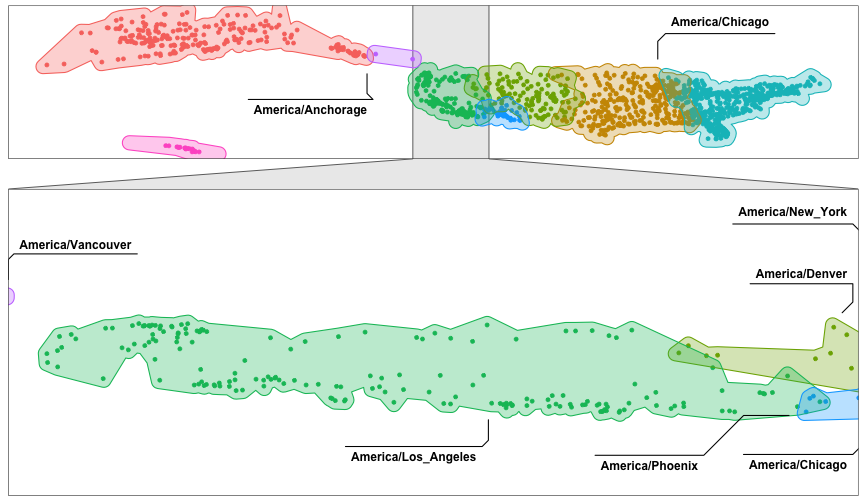 America/Chicago
America/Anchorage
America/New_York
America/Vancouver
America/Denver
America/Los_Angeles
America/Phoenix
America/Chicago